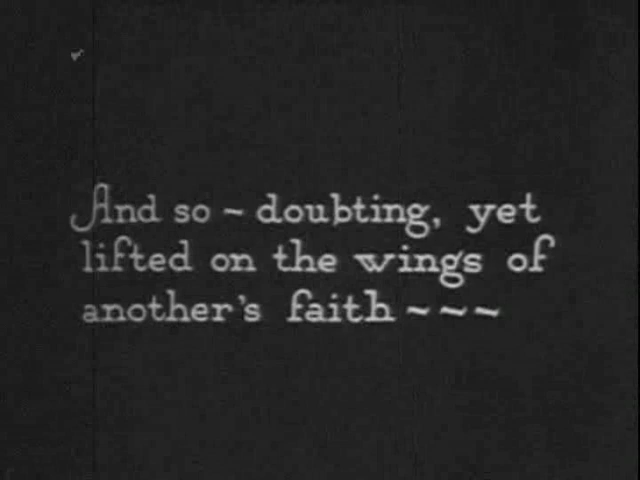 And so ~ doubting, yet
lifted on the wings of
another's faith ~ ~ ~